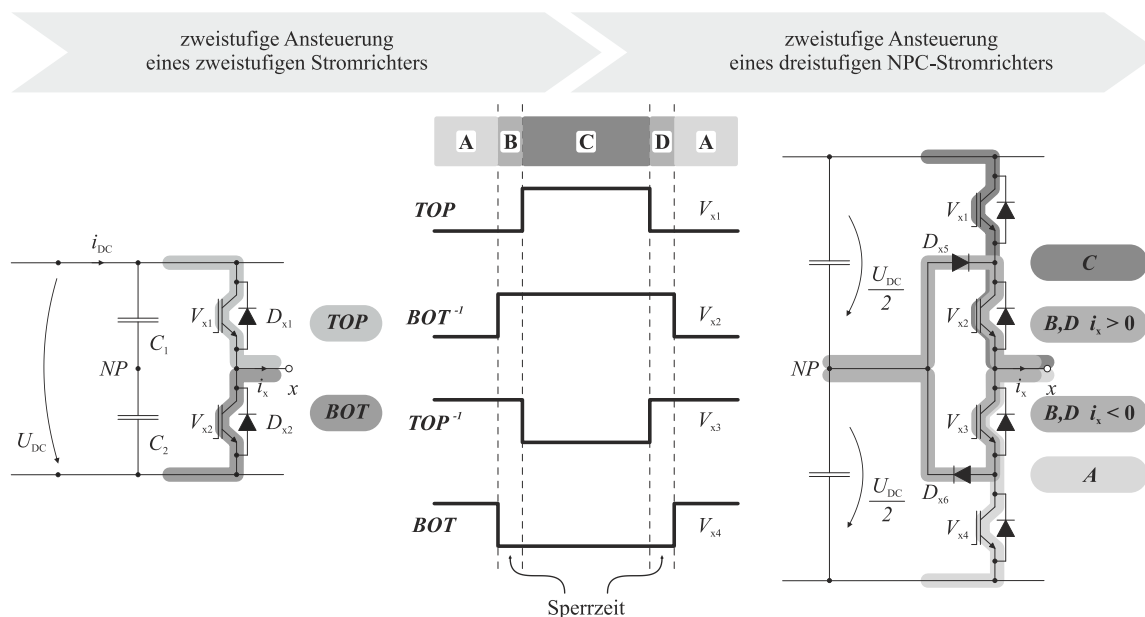 zweistufige Ansteuerung
eines zweistufigen Stromrichters
zweistufige Ansteuerung
eines dreistufigen NPC-Stromrichters
A B C D A
TOP V_x1
BOT^-1 V_x2
TOP^-1 V_x3
BOT V_x4
Sperrzeit
i_DC
V_x1 D_x1
C_1
NP
i_x x
V_x2 D_x2
C_2
U_DC
TOP
BOT
V_x1
D_x5
U_DC
2
V_x2
NP
i_x x
V_x3
D_x6
U_DC
2
V_x4
C
B,D i_x > 0
B,D i_x < 0
A